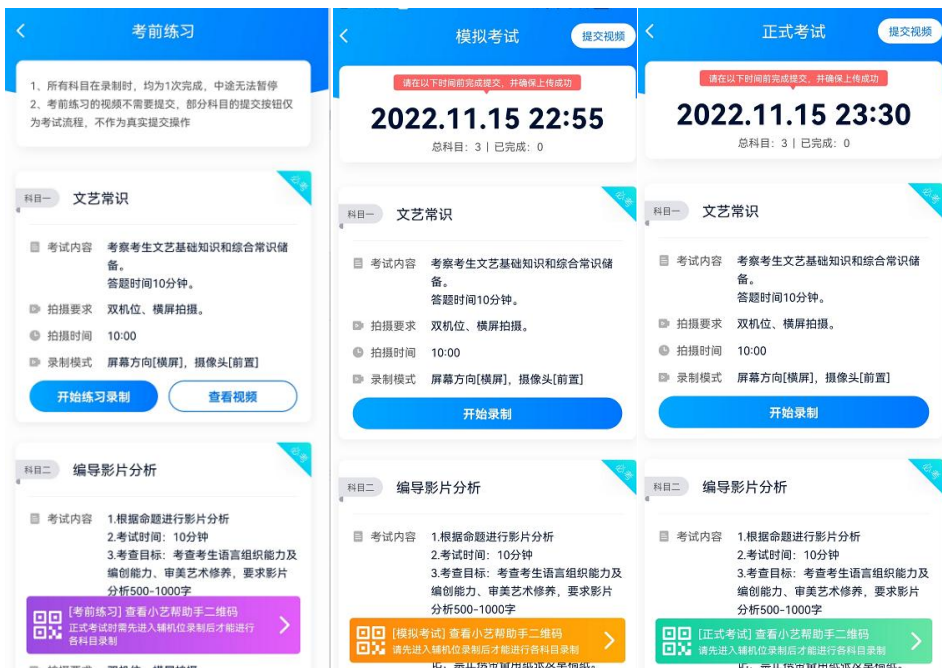 考前练习
1、所有科目在录制时，均为1次完成，中途无法暂停
2、考前练习的视频不需要提交，部分科目的提交按钮仅
为考试流程，不作为真实提交操作
必考
科目一 文艺常识
考试内容 考察考生文艺基础知识和综合常识储
备。
答题时间10分钟。
拍摄要求 双机位、横屏拍摄。
拍摄时间 10:00
录制模式 屏幕方向[横屏]，摄像头[前置]
开始练习录制 查看视频
必考
科目二 编导影片分析
考试内容 1.根据命题进行影片分析
2.考试时间：10分钟
3.考查目标：考查考生语言组织能力及
编创能力、审美艺术修养，要求影片
分析500-1000字
[考前练习] 查看小艺帮助手二维码
正式考试时需先进入辅机位录制后才能进行
各科目录制
模拟考试 提交视频
请在以下时间前完成提交，并确保上传成功
2022.11.15 22:55
总科目：3 | 已完成：0
必考
科目一 文艺常识
考试内容 考察考生文艺基础知识和综合常识储
备。
答题时间10分钟。
拍摄要求 双机位、横屏拍摄。
拍摄时间 10:00
录制模式 屏幕方向[横屏]，摄像头[前置]
开始录制
必考
科目二 编导影片分析
考试内容 1.根据命题进行影片分析
2.考试时间：10分钟
3.考查目标：考查考生语言组织能力及
编创能力、审美艺术修养，要求影片
分析500-1000字
[模拟考试] 查看小艺帮助手二维码
请先进入辅机位录制后才能进行各科目录制
正式考试 提交视频
请在以下时间前完成提交，并确保上传成功
2022.11.15 23:30
总科目：3 | 已完成：0
必考
科目一 文艺常识
考试内容 考察考生文艺基础知识和综合常识储
备。
答题时间10分钟。
拍摄要求 双机位、横屏拍摄。
拍摄时间 10:00
录制模式 屏幕方向[横屏]，摄像头[前置]
开始录制
必考
科目二 编导影片分析
考试内容 1.根据命题进行影片分析
2.考试时间：10分钟
3.考查目标：考查考生语言组织能力及
编创能力、审美艺术修养，要求影片
分析500-1000字
[正式考试] 查看小艺帮助手二维码
请先进入辅机位录制后才能进行各科目录制